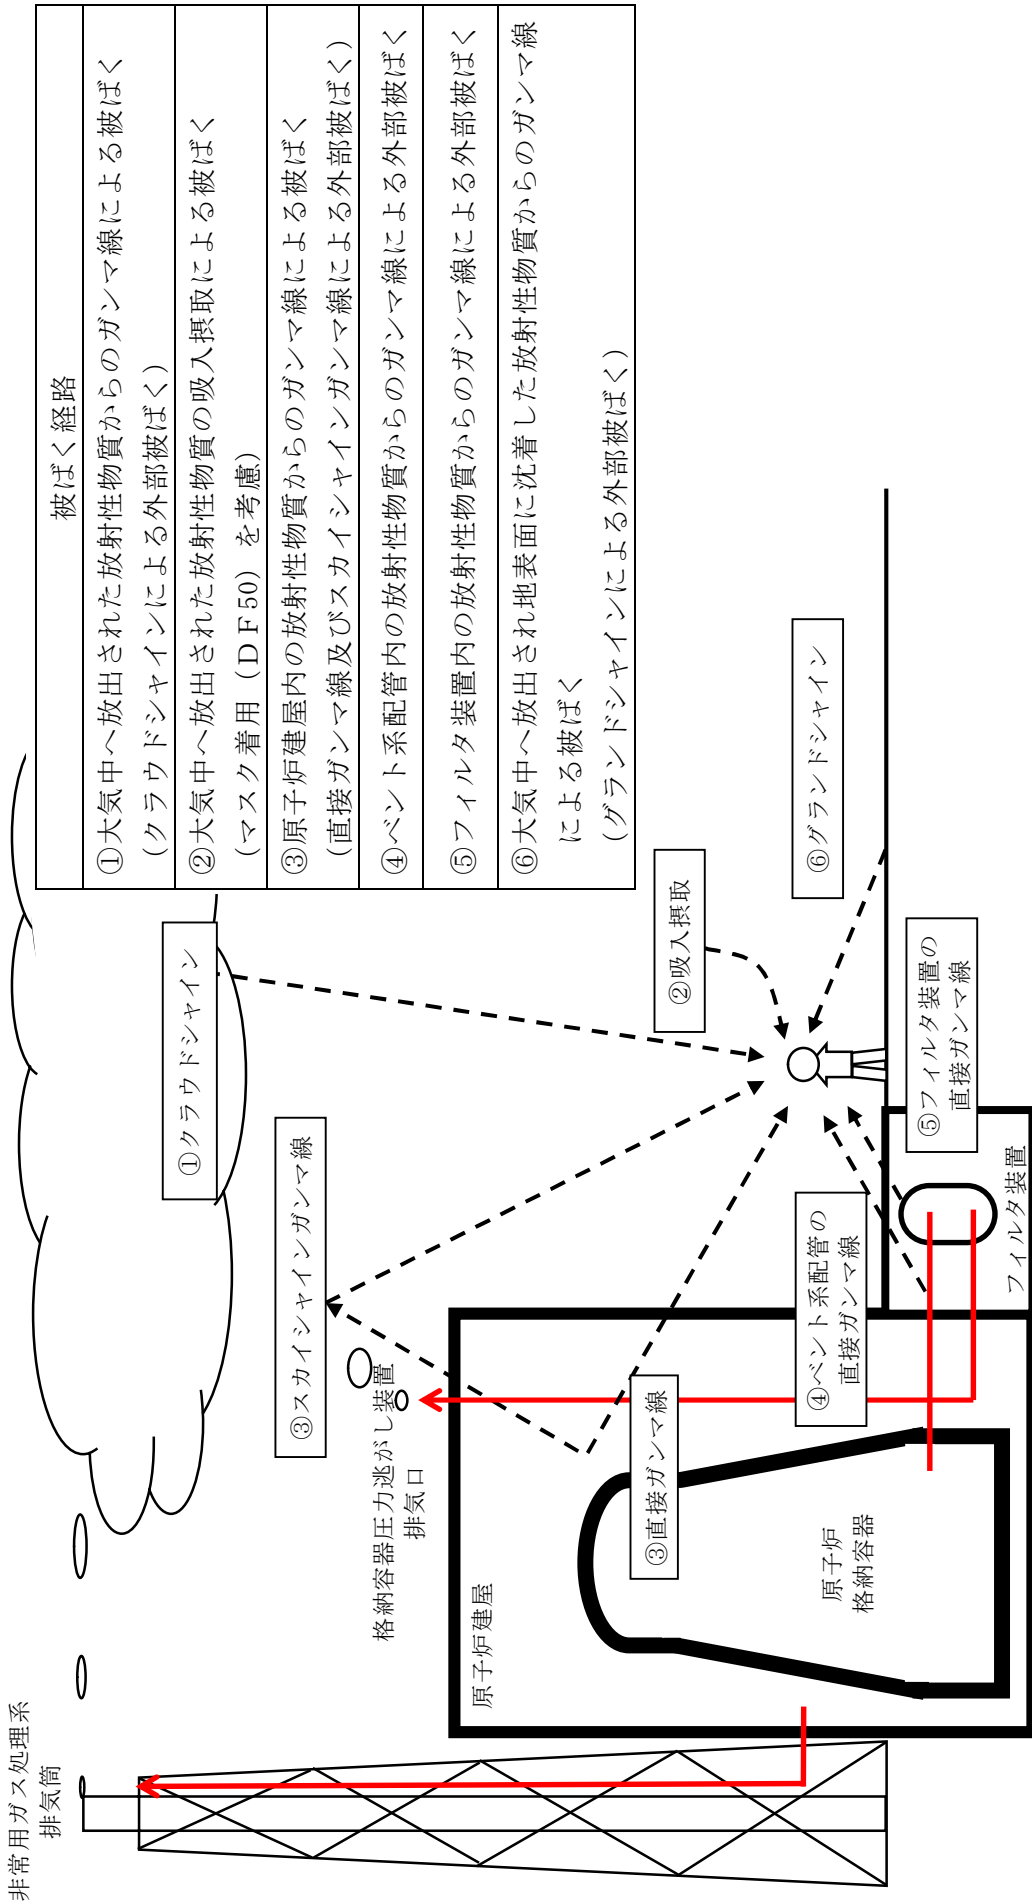 非常用ガス処理系
排気筒
原子炉建屋
格納容器圧力逃がし装置
排気口
原子炉
格納容器
③直接ガンマ線
③スカイシャインガンマ線
①クラウドシャイン
④ベント系配管の
直接ガンマ線
フィルタ装置
⑤フィルタ装置の
直接ガンマ線
②吸入摂取
⑥グランドシャイン
被ばく経路
①大気中へ放出された放射性物質からのガンマ線による被ばく
(クラウドシャインによる外部被ばく)
②大気中へ放出された放射性物質の吸入摂取による被ばく
(マスク着用（ＤＦ50）を考慮)
③原子炉建屋内の放射性物質からのガンマ線による被ばく
(直接ガンマ線及びスカイシャインガンマ線による外部被ばく)
④ベント系配管内の放射性物質からのガンマ線による外部被ばく
⑤フィルタ装置内の放射性物質からのガンマ線による外部被ばく
⑥大気中へ放出され地表面に沈着した放射性物質からのガンマ線
による被ばく
(グランドシャインによる外部被ばく)